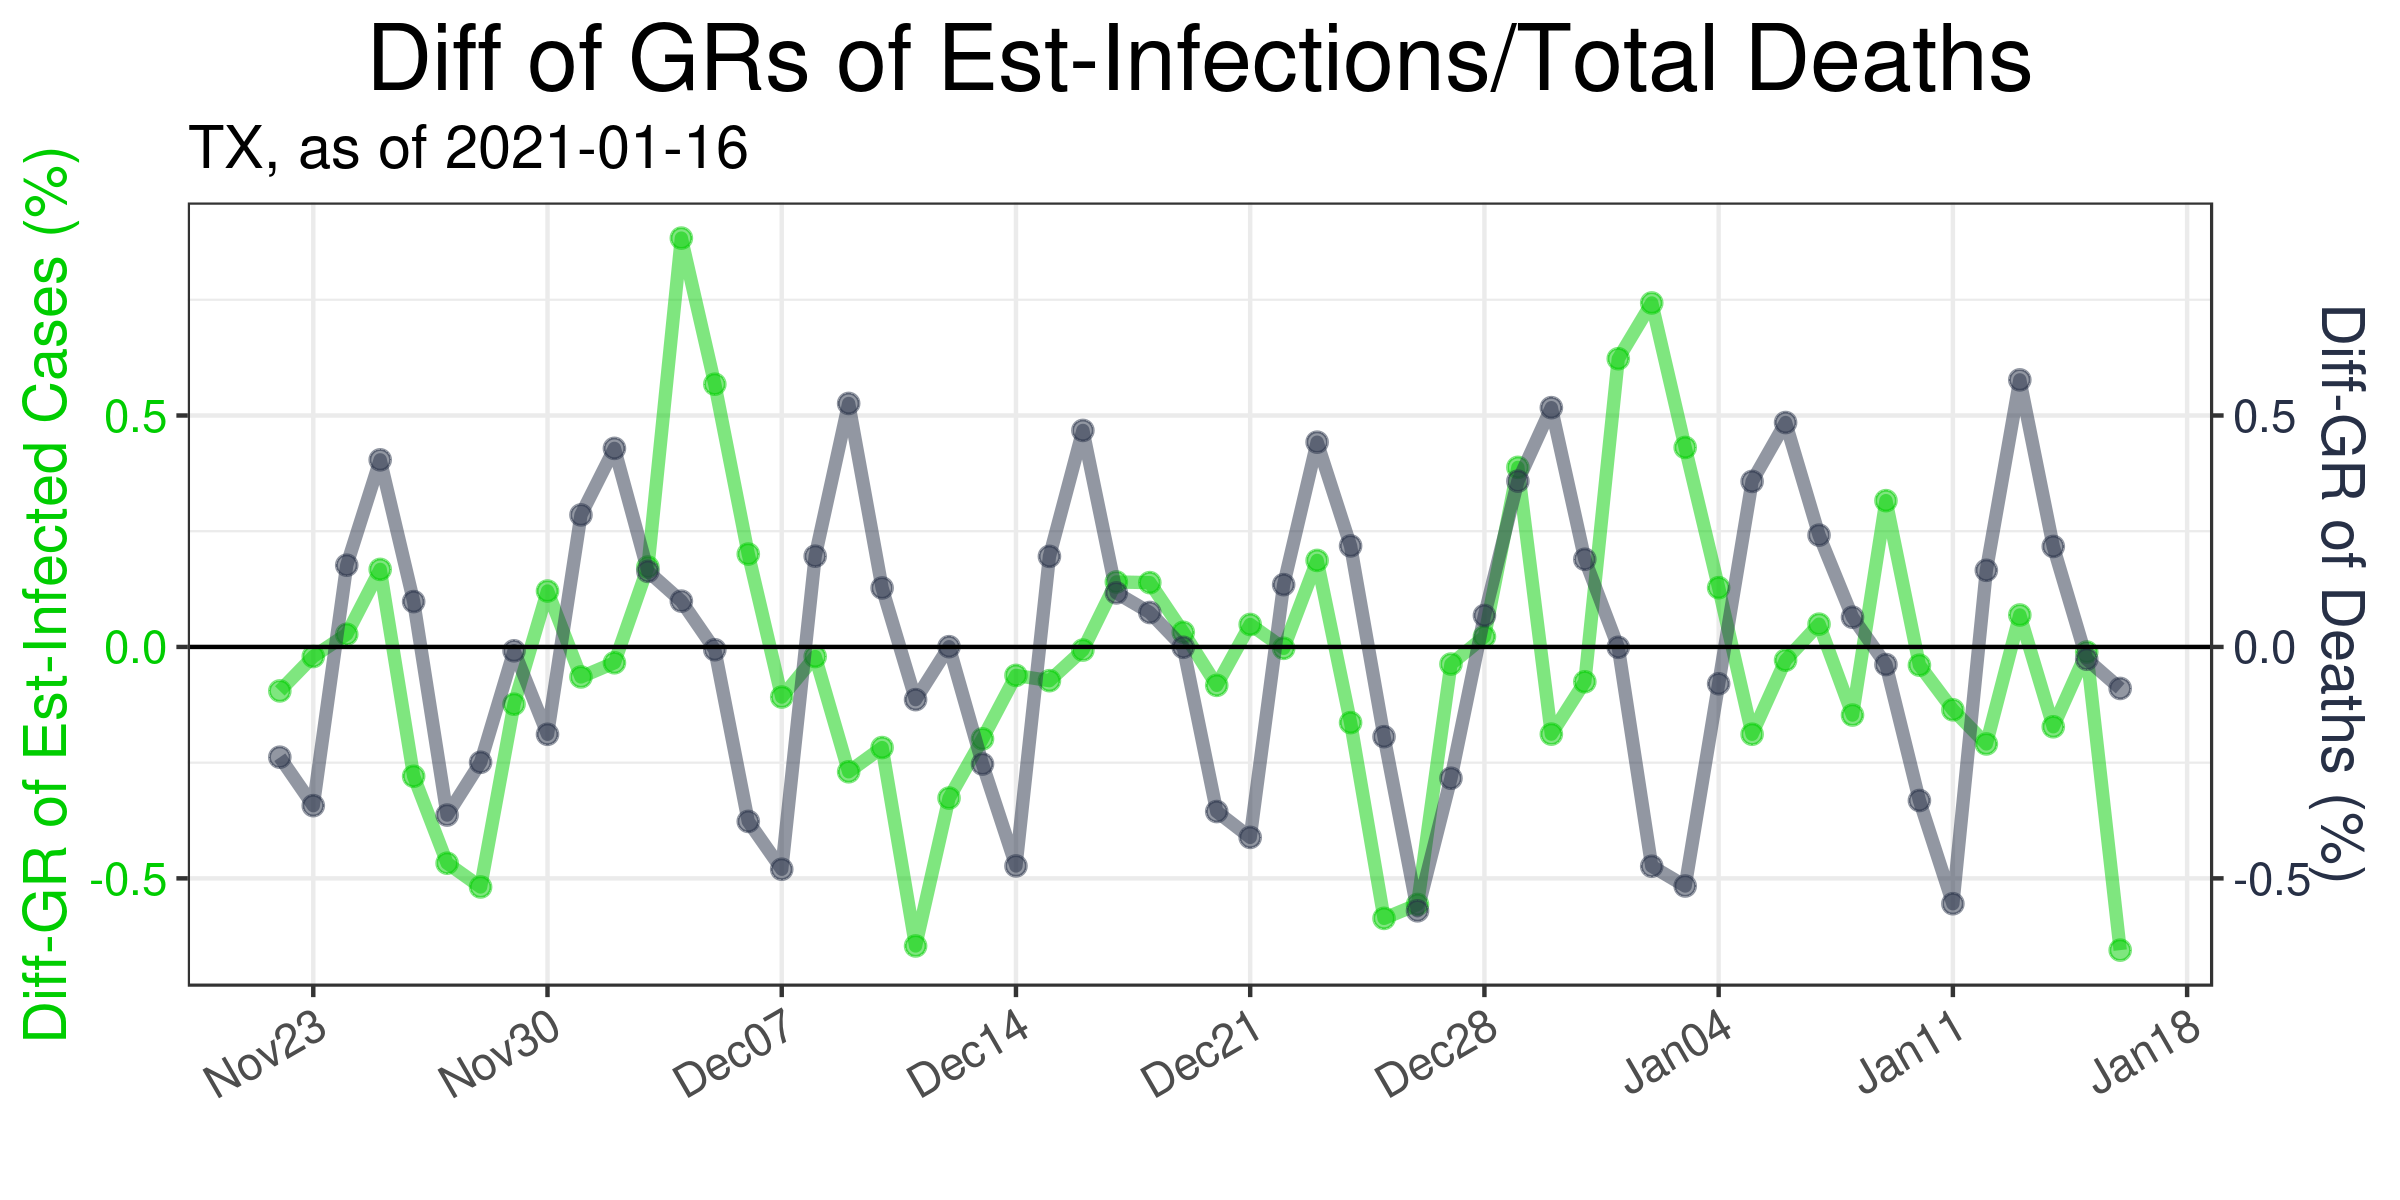 Diff of GRs of Est-Infections/Total Deaths
TX, as of 2021-01-16
Diff-GR of Est-Infected Cases (%)
0.5
0.0
-0.5
0.5
0.0
-0.5
Diff-GR of Deaths (%)
Nov23
Nov30
Dec07
Dec14
Dec21
Dec28
Jan04
Jan11
Jan18